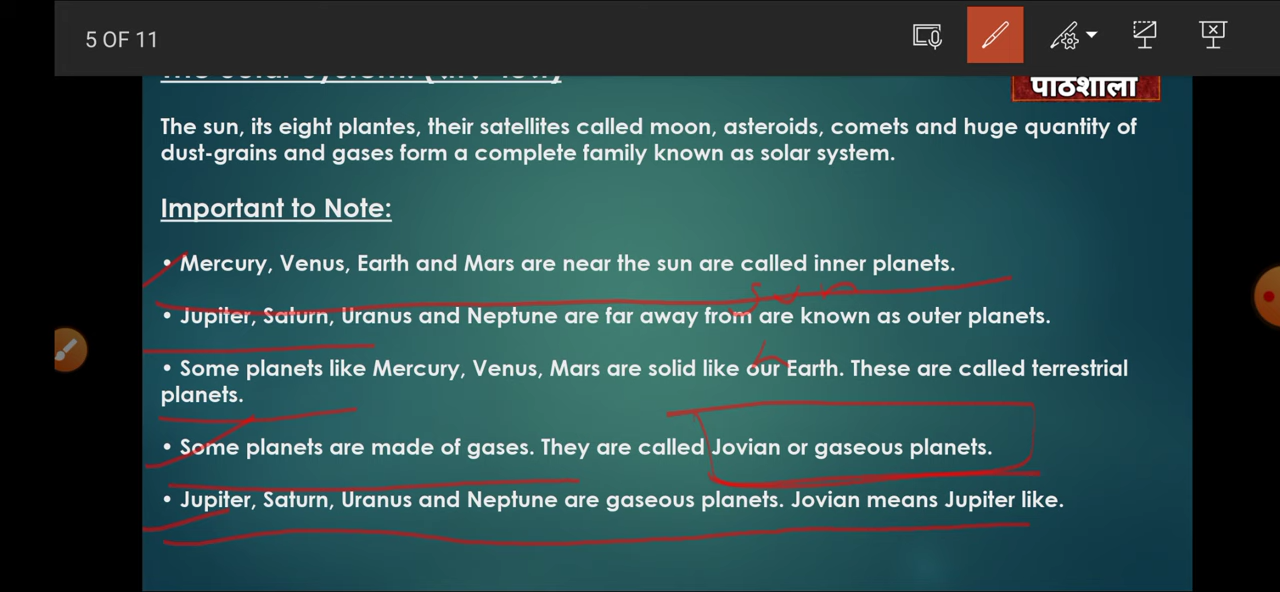 5 OF 11
The Solar System:
पाठशाला
The sun, its eight plantes, their satellites called moon, asteroids, comets and huge quantity of
dust-grains and gases form a complete family known as solar system.
Important to Note:
• Mercury, Venus, Earth and Mars are near the sun are called inner planets.
sun
• Jupiter, Saturn, Uranus and Neptune are far away from are known as outer planets.
• Some planets like Mercury, Venus, Mars are solid like our Earth. These are called terrestrial
planets.
• Some planets are made of gases. They are called Jovian or gaseous planets.
• Jupiter, Saturn, Uranus and Neptune are gaseous planets. Jovian means Jupiter like.